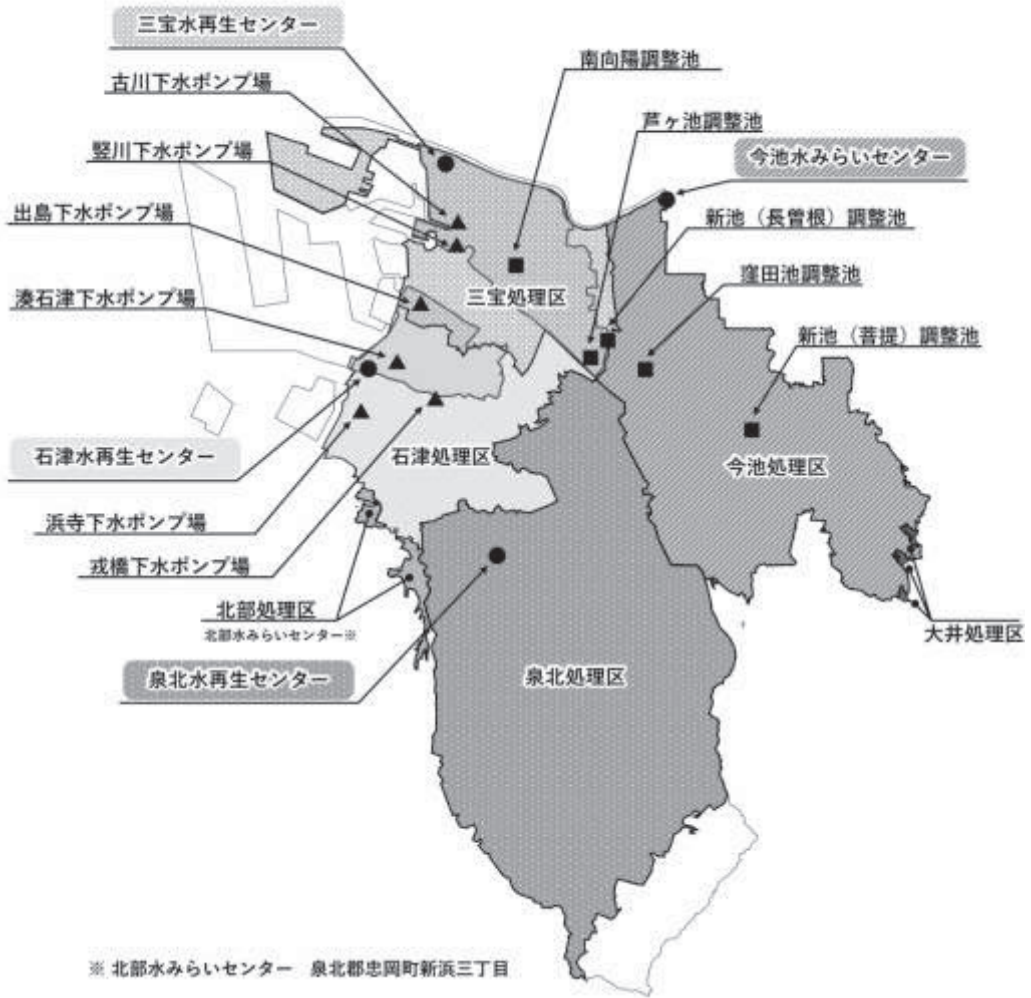 三宝水再生センター
古川下水ポンプ場
南向陽調整池
芦ヶ池調整池
竪川下水ポンプ場
今池水みらいセンター
出島下水ポンプ場
新池（長曽根）調整池
窪田池調整池
湊石津下水ポンプ場
三宝処理区
新池（菩提）調整池
石津水再生センター
石津処理区
今池処理区
浜寺下水ポンプ場
戎橋下水ポンプ場
北部処理区
北部水みらいセンター※
大井処理区
泉北水再生センター
泉北処理区
※ 北部水みらいセンター　泉北郡忠岡町新浜三丁目